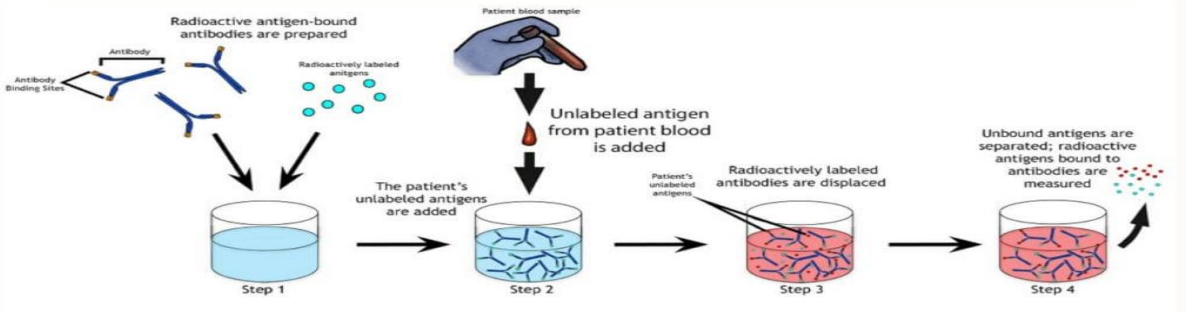 Radioactive antigen-bound
antibodies are prepared
Antibody
Antibody
Binding Sites
Radioactively labeled
anitgens
Patient blood sample
Unlabeled antigen
from patient blood
is added
The patient's
unlabeled antigens
are added
Patient's
unlabeled
antigens
Radioactively labeled
antibodies are displaced
Unbound antigens are
separated; radioactive
antigens bound to
antibodies are
measured
Step 1
Step 2
Step 3
Step 4